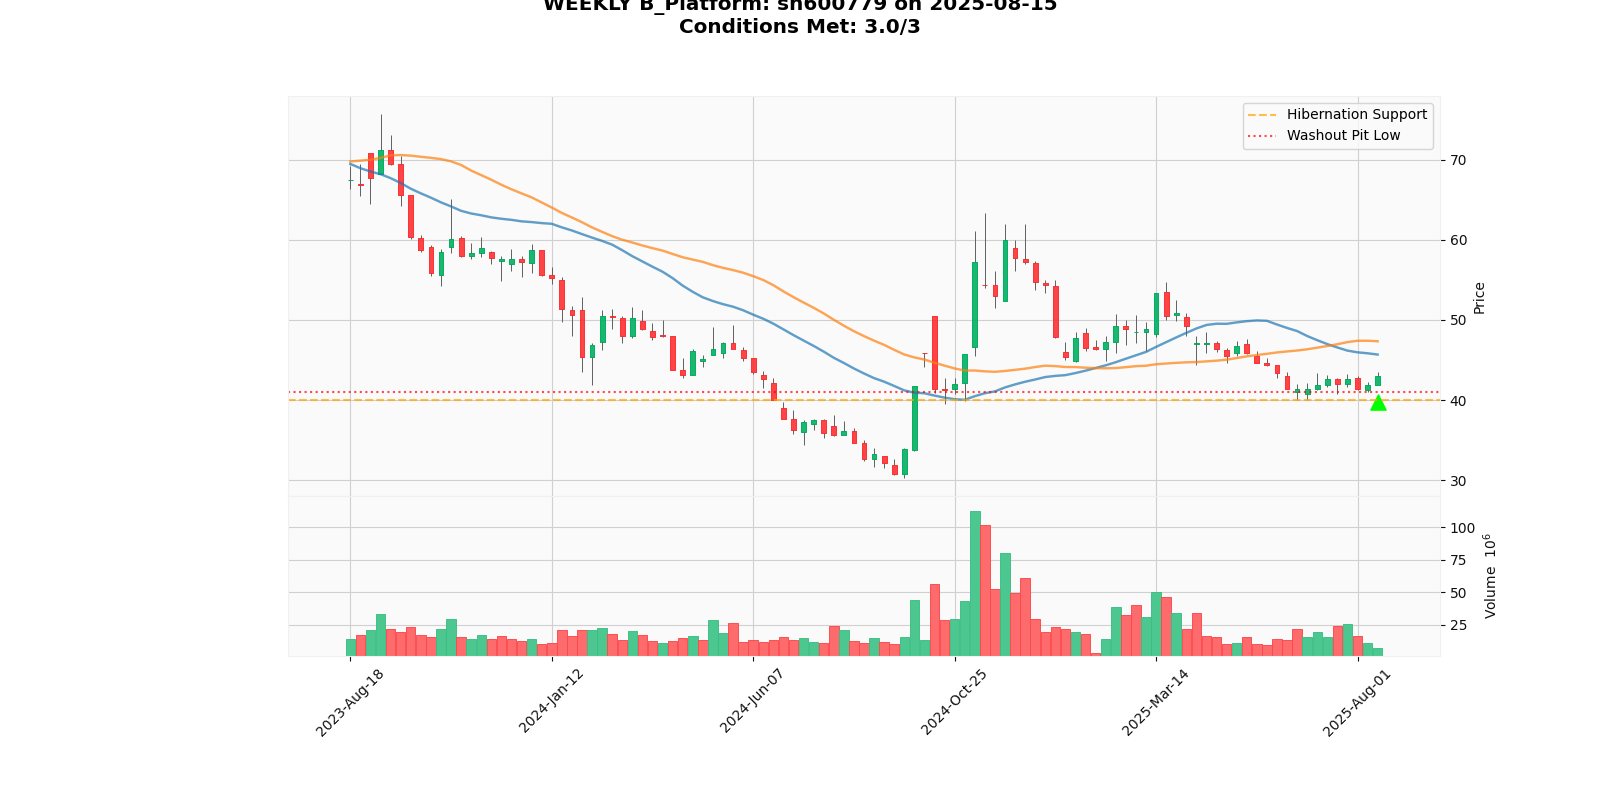 WEEKLY B_Platform: sh600779 on 2025-08-15
Conditions Met: 3.0/3
Hibernation Support
Washout Pit Low
70
60
50
40
30
Price
100
75
50
25
Volume 10^6
2023-Aug-18
2024-Jan-12
2024-Jun-07
2024-Oct-25
2025-Mar-14
2025-Aug-01